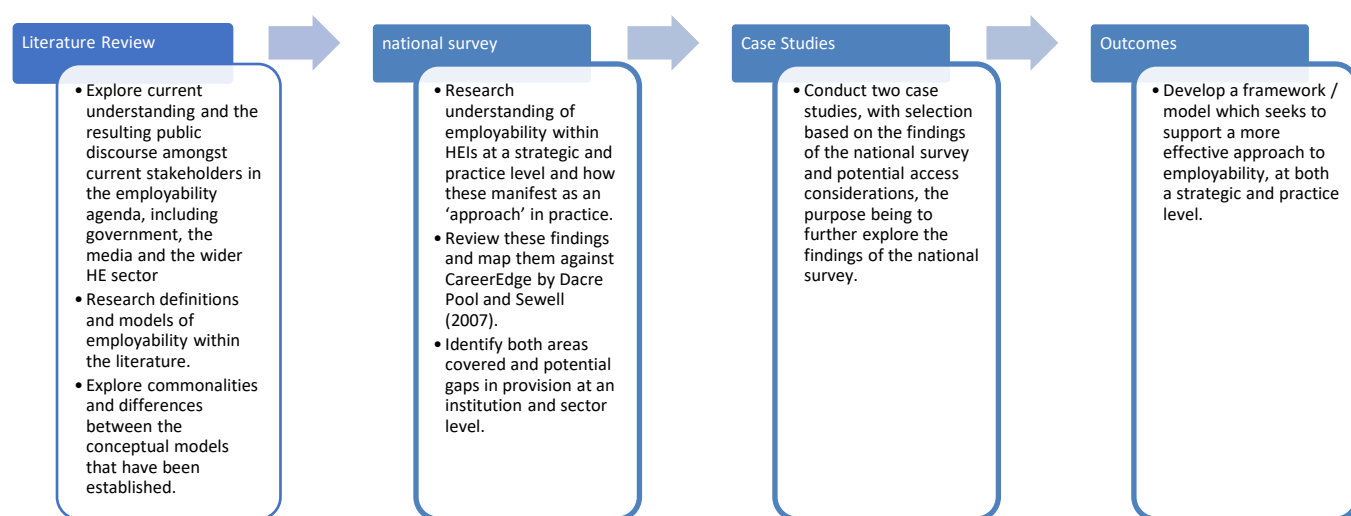 Literature Review
• Explore current
understanding and the
resulting public
discourse amongst
current stakeholders in
the employability
agenda, including
government, the
media and the wider
HE sector
• Research definitions
and models of
employability within
the literature.
• Explore commonalities
and differences
between the
conceptual models
that have been
established.
national survey
• Research
understanding of
employability within
HEIs at a strategic and
practice level and how
these manifest as an
‘approach’ in practice.
• Review these findings
and map them against
CareerEdge by Dacre
Pool and Sewell
(2007).
• Identify both areas
covered and potential
gaps in provision at an
institution and sector
level.
Case Studies
• Conduct two case
studies, with selection
based on the findings
of the national survey
and potential access
considerations, the
purpose being to
further explore the
findings of the national
survey.
Outcomes
• Develop a framework /
model which seeks to
support a more
effective approach to
employability, at both
a strategic and practice
level.